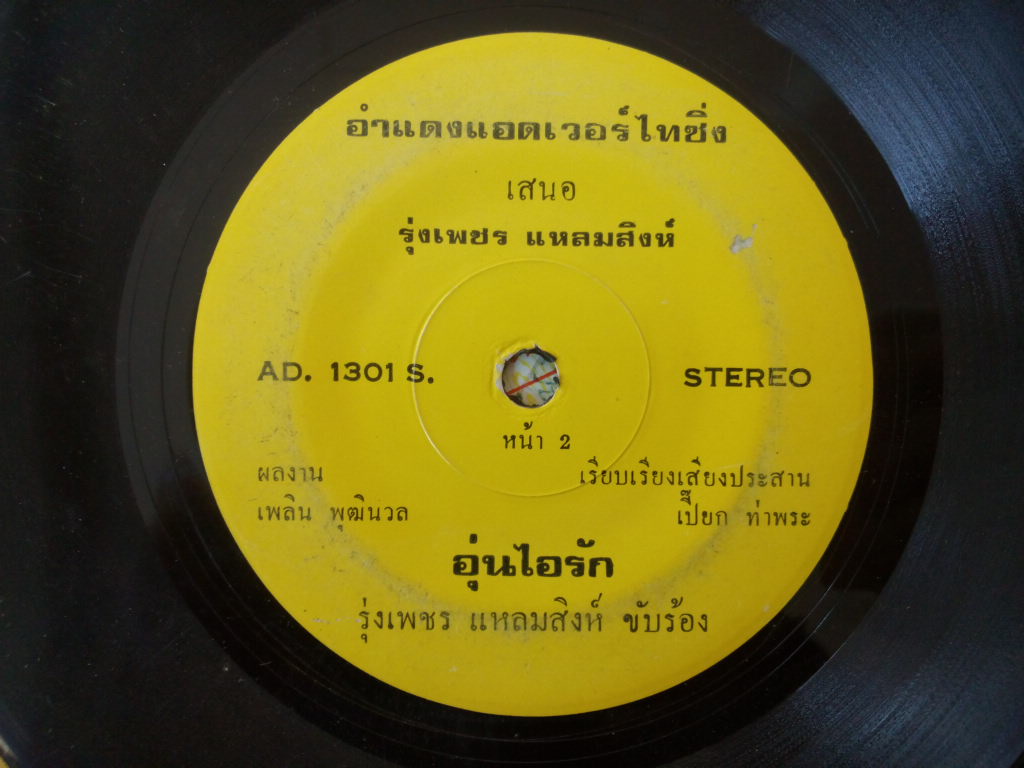 อำแดงแอดเวอร์ไทซิ่ง
เสนอ
รุ่งเพชร แหลมสิงห์
AD. 1301 S.
STEREO
หน้า 2
ผลงาน
เพลิน พุฒินวล
เรียบเรียงเสียงประสาน
เปี๊ยก ท่าพระ
อุ่นไอรัก
รุ่งเพชร แหลมสิงห์ ขับร้อง